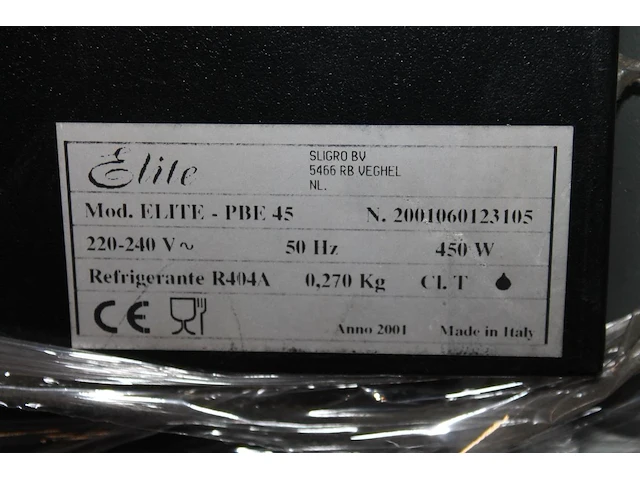 Elite
SLIGRO BV
5466 RB VEGHEL
NL.
Mod. ELITE - PBE 45 N. 2001060123105
220-240 V~ 50 Hz 450 W
Refrigerante R404A 0,270 Kg Cl. T
CE
Anno 2001 Made in Italy